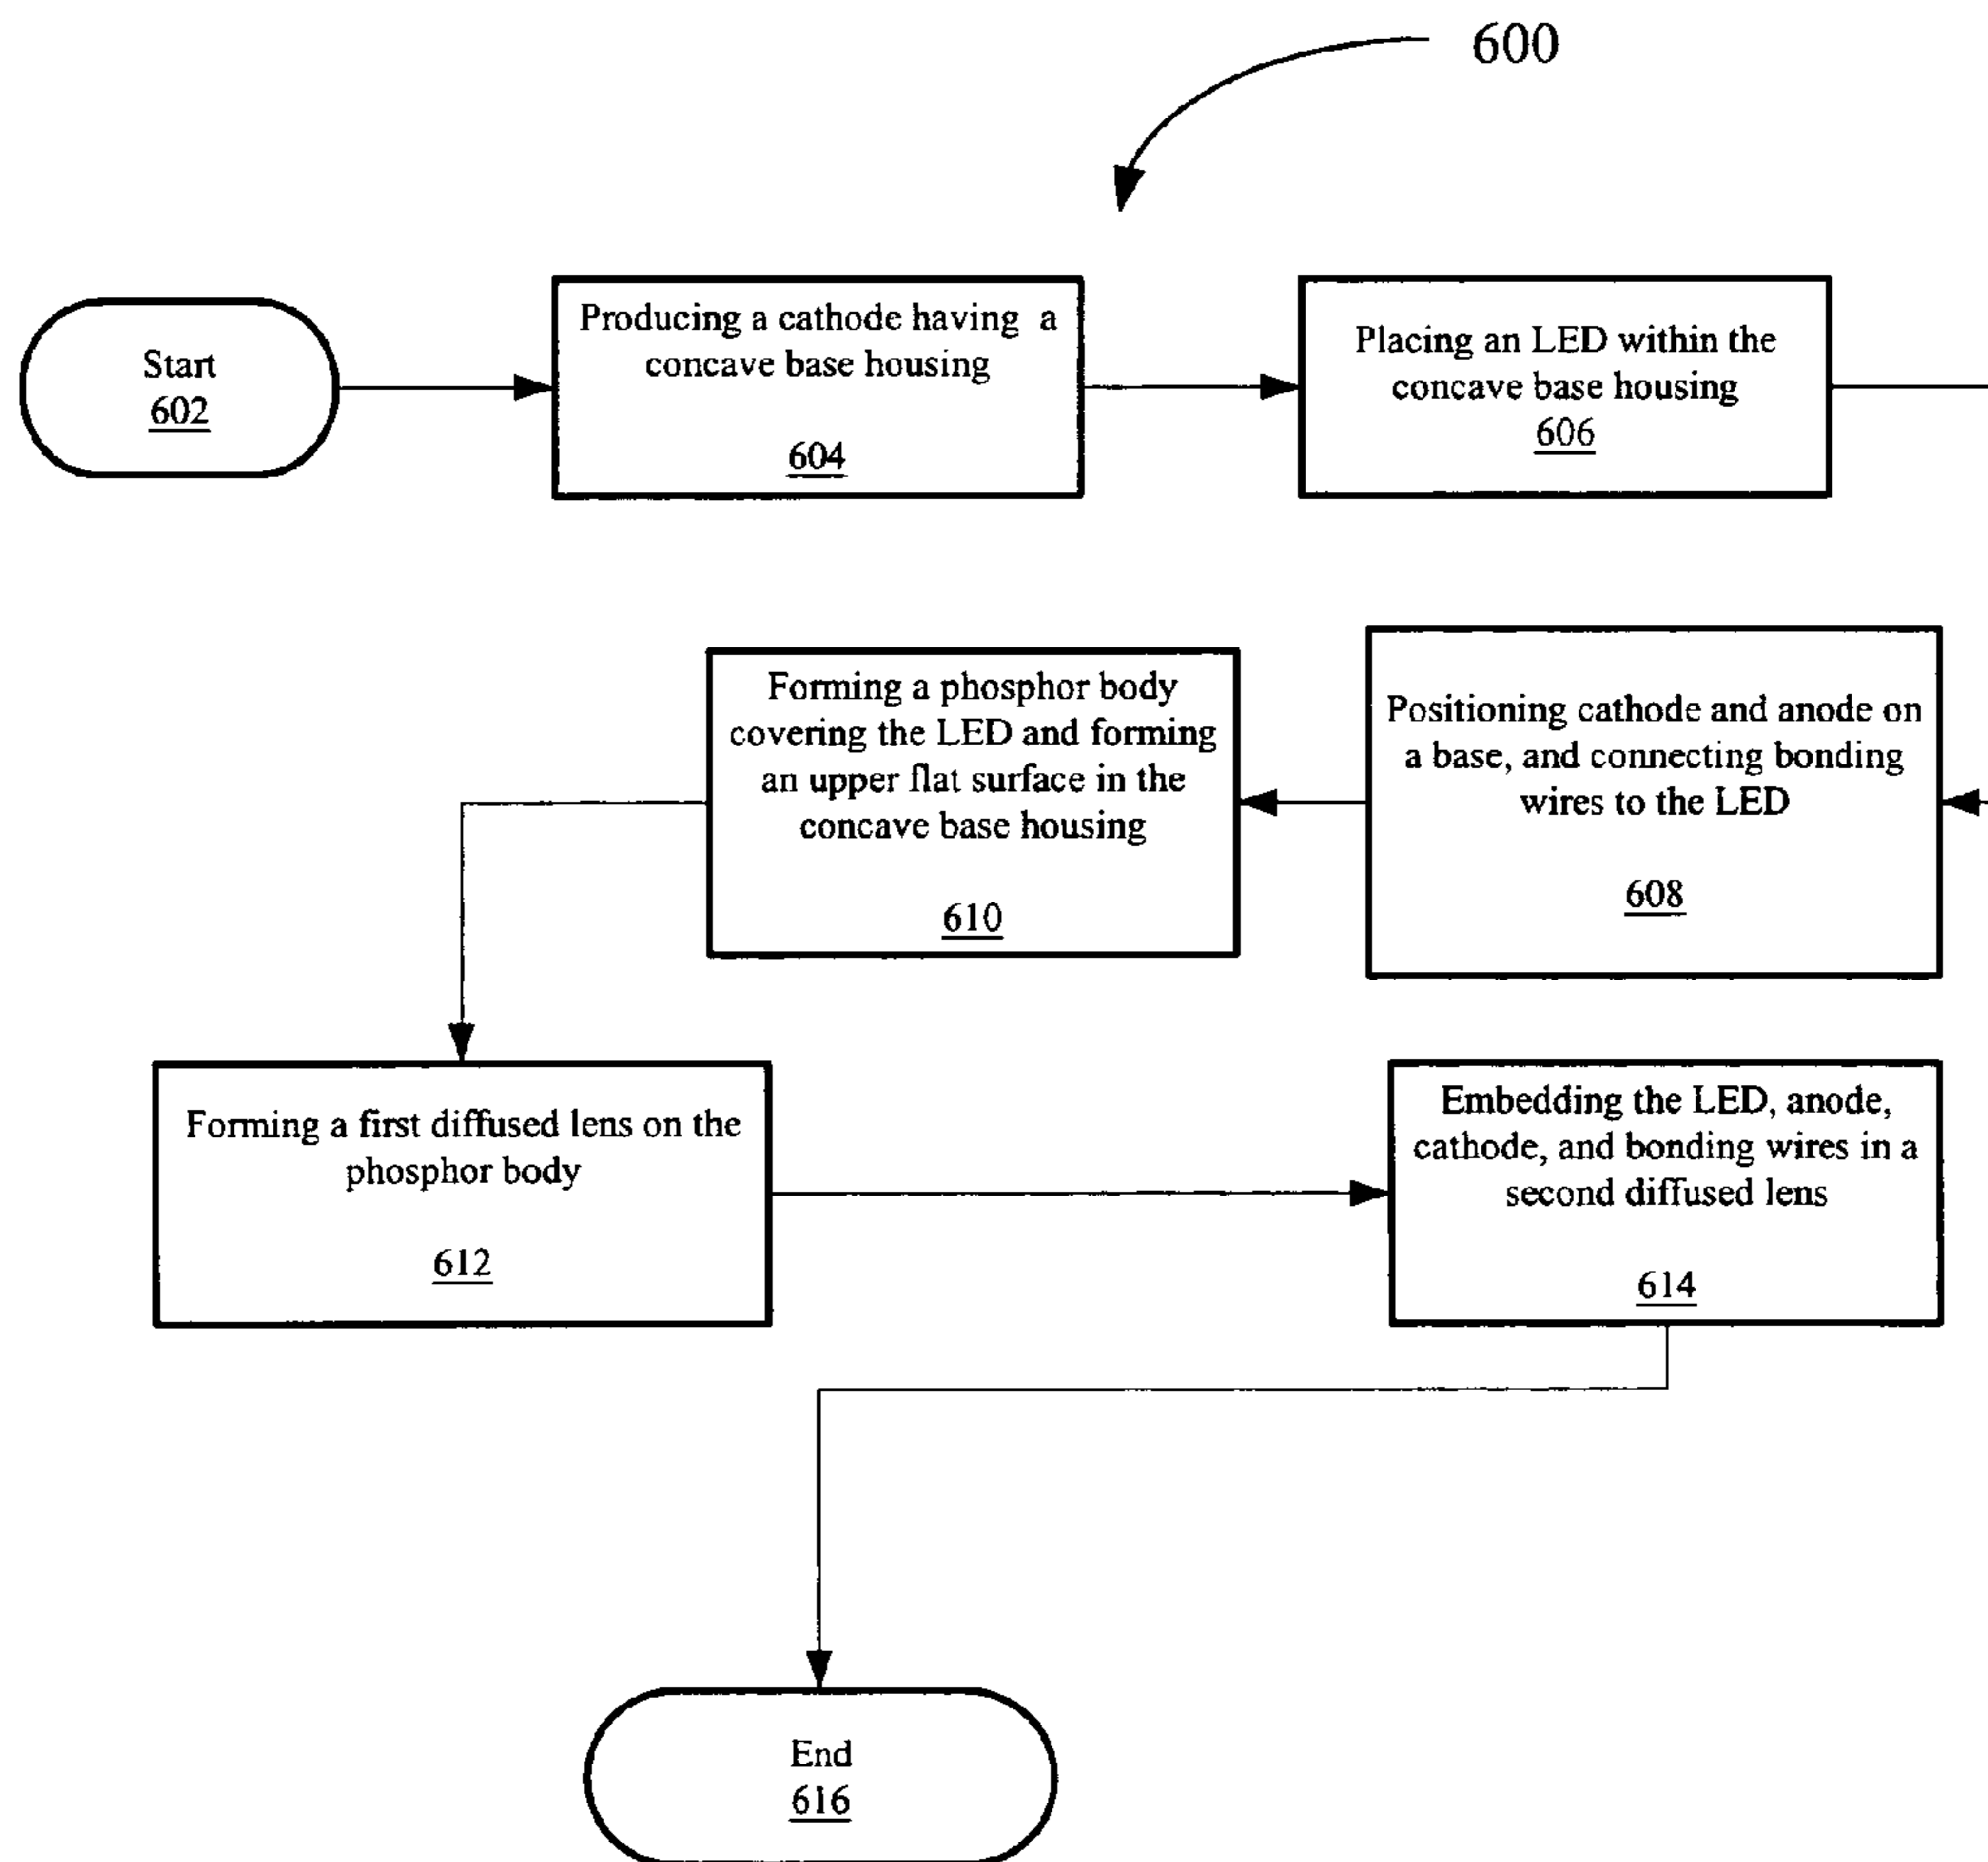 600
Start
602
Producing a cathode having a
concave base housing
604
Placing an LED within the
concave base housing
606
Positioning cathode and anode on
a base, and connecting bonding
wires to the LED
608
Forming a phosphor body
covering the LED and forming
an upper flat surface in the
concave base housing
610
Forming a first diffused lens on the
phosphor body
612
Embedding the LED, anode,
cathode, and bonding wires in a
second diffused lens
614
End
616